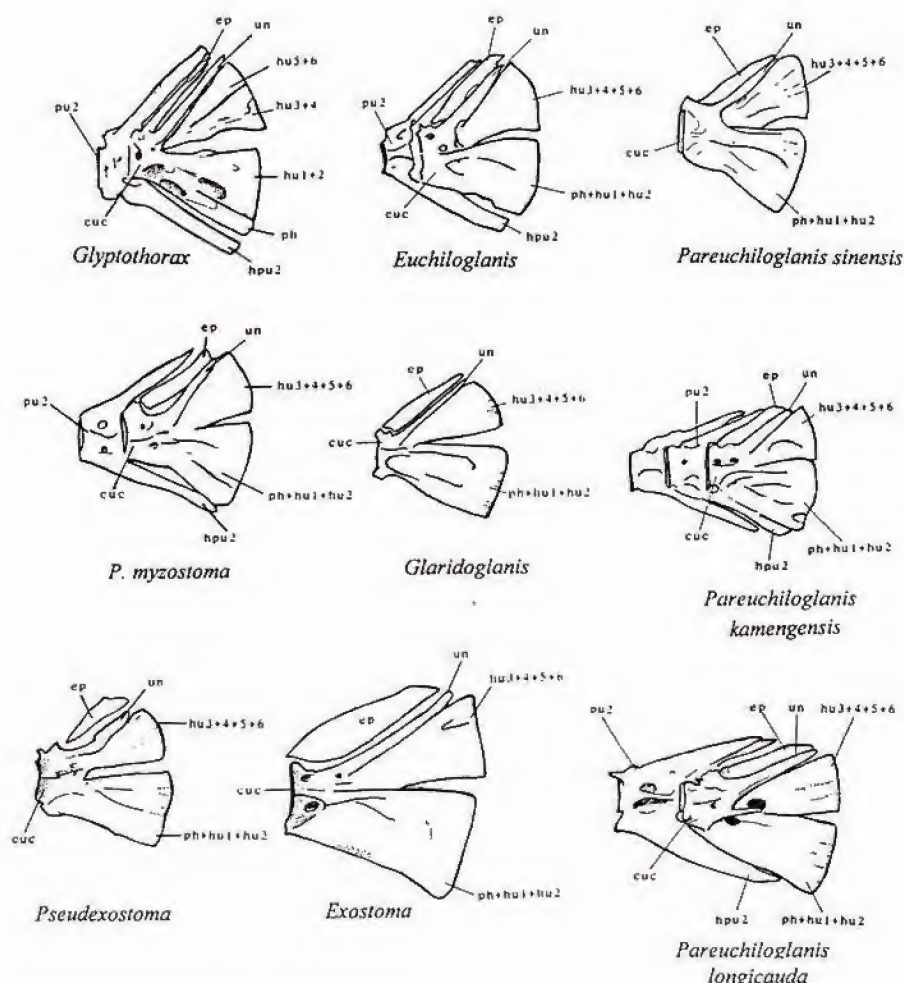 ep
un
hu5+6
hu3+4
pu2
hu1+2
cuc
ph
hpu2
Glyptothorax
ep
un
pu2
hu3+4+5+6
cuc
ph+hu1+hu2
hpu2
Euchiloglanis
ep
un
hu3+4+5+6
cuc
ph+hu1+hu2
Pareuchiloglanis sinensis
ep
un
hu3+4+5+6
pu2
cuc
ph+hu1+hu2
hpu2
P. myzostoma
un
ep
hu3+4+5+6
cuc
ph+hu1+hu2
Glaridoglanis
un
ep
pu2
hu3+4+5+6
cuc
ph+hu1+hu2
hpu2
Pareuchiloglanis
kamengensis
ep
un
hu3+4+5+6
cuc
ph+hu1+hu2
Pseudexostoma
un
hu3+4+5+6
ep
cuc
ph+hu1+hu2
Exostoma
pu2
ep
un
hu3+4+5+6
cuc
hpu2
ph+hu1+hu2
Pareuchiloglanis
longicauda